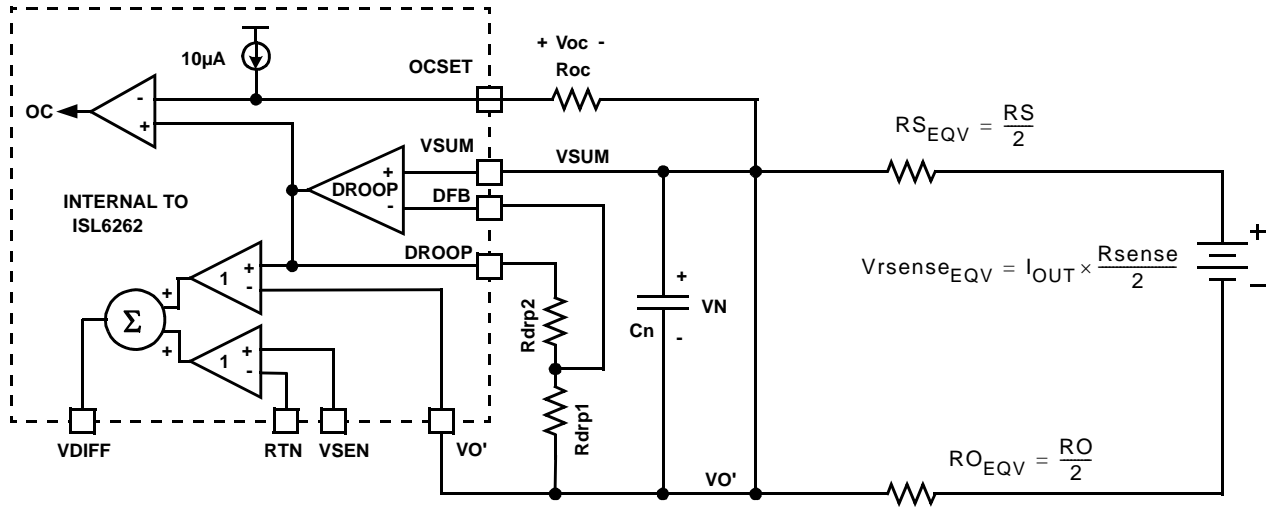 10µA
+ Voc -
Roc
OCSET
OC
-
+
VSUM
VSUM
DROOP
+
-
DFB
INTERNAL TO
ISL6262
DROOP
1
+
-
+
Σ
+
1
+
-
Rdrp2
Rdrp1
+
VN
Cn
-
RS_EQV = RS/2
+
Vrsense_EQV = I_OUT × Rsense/2
−
RO_EQV = RO/2
VDIFF
RTN
VSEN
VO'
VO'